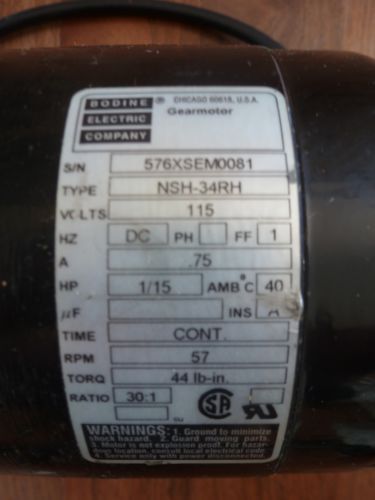 BODINE ELECTRIC COMPANY ® CHICAGO 60618, U.S.A.
Gearmotor
S/N 576XSEM0081
TYPE NSH-34RH
VOLTS 115
HZ DC PH FF 1
A .75
HP 1/15 AMB°C 40
µF INS A
TIME CONT.
RPM 57
TORQ 44 lb-in.
RATIO 30:1
SA ® RU
WARNINGS: 1. Ground to minimize
shock hazard. 2. Guard moving parts.
3. Motor is not explosion proof. For hazar-
dous location, consult local electrical code
4. Service only with power disconnected.